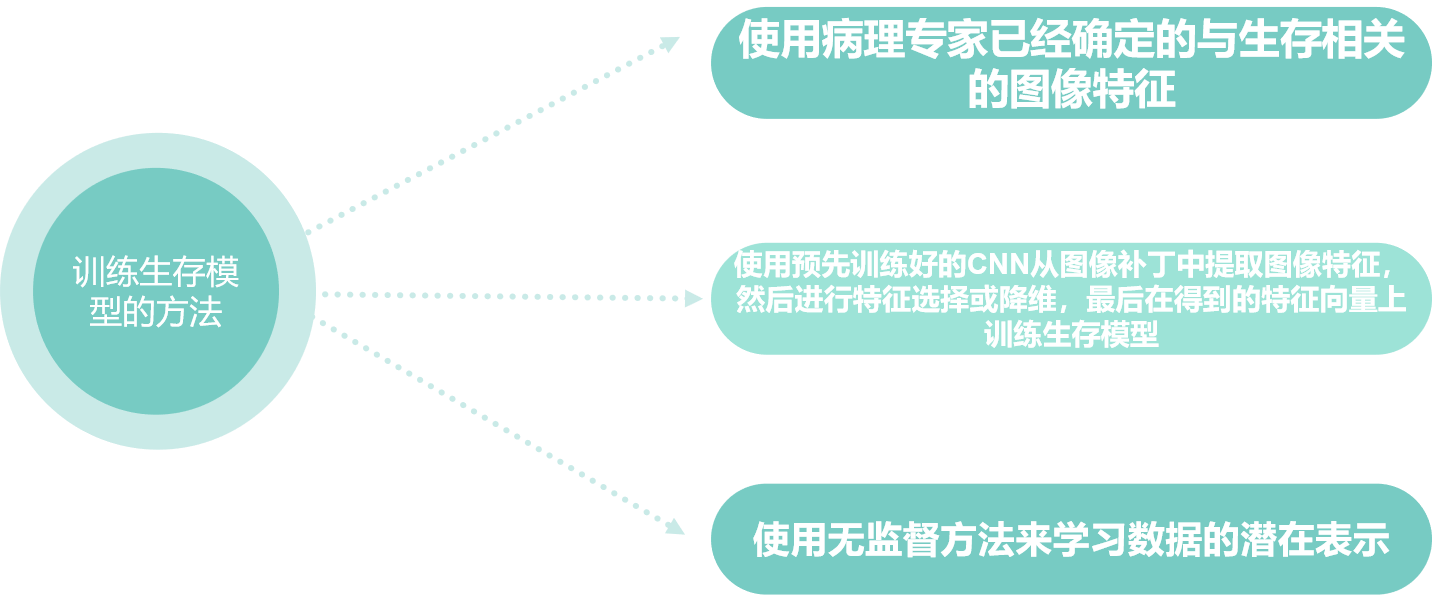 训练生存模
型的方法
使用病理专家已经确定的与生存相关
的图像特征
使用预先训练好的CNN从图像补丁中提取图像特征，
然后进行特征选择或降维，最后在得到的特征向量上
训练生存模型
使用无监督方法来学习数据的潜在表示